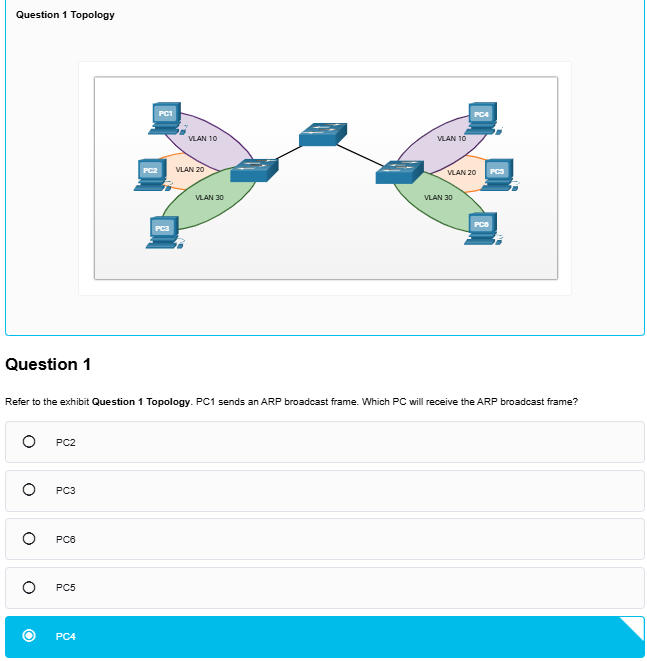 Question 1 Topology
PC1
PC4
VLAN 10
VLAN 10
PC2
VLAN 20
VLAN 20
PC5
VLAN 30
VLAN 30
PC3
PC6
Question 1
Refer to the exhibit Question 1 Topology. PC1 sends an ARP broadcast frame. Which PC will receive the ARP broadcast frame?
PC2
PC3
PC6
PC5
PC4